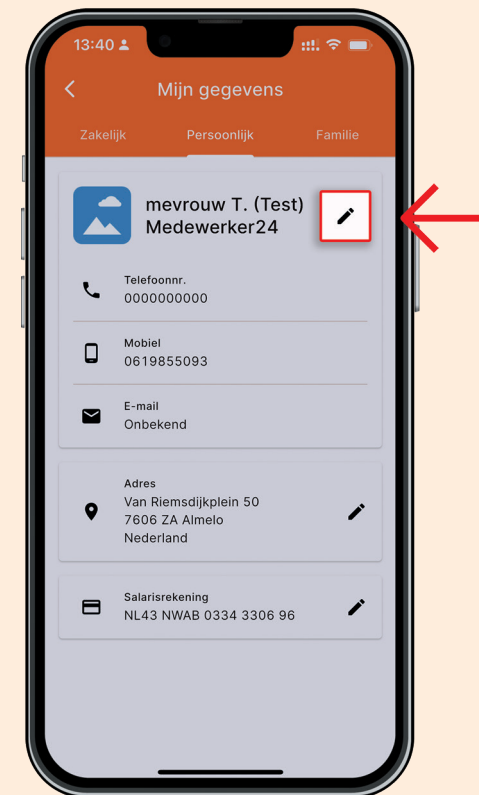 13:40
Mijn gegevens
Zakelijk Persoonlijk Familie
mevrouw T. (Test)
Medewerker24
Telefoonnr.
0000000000
Mobiel
0619855093
E-mail
Onbekend
Adres
Van Riemsdijkplein 50
7606 ZA Almelo
Nederland
Salarisrekening
NL43 NWAB 0334 3306 96